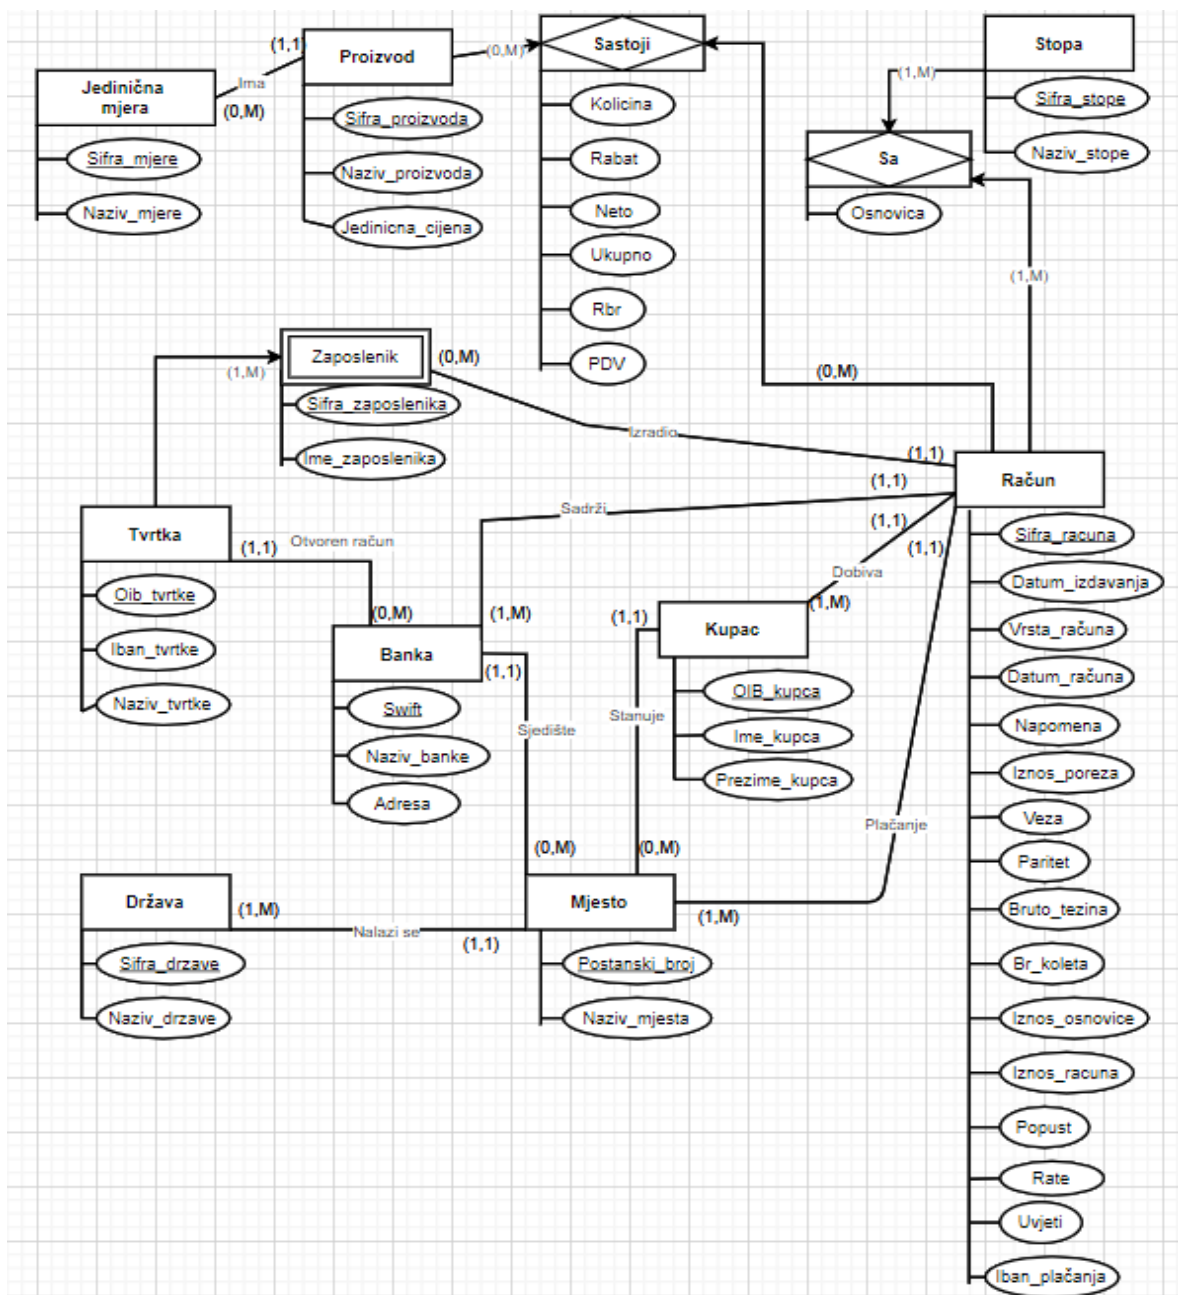 Jedinična
mjera
Sifra_mjere
Naziv_mjere
(0,M)
Ima
(1,1)
Proizvod
Sifra_proizvoda
Naziv_proizvoda
Jedinicna_cijena
(0,M)
Sastoji
Kolicina
Rabat
Neto
Ukupno
Rbr
PDV
(0,M)
Stopa
Sifra_stope
Naziv_stope
(1,M)
Sa
Osnovica
(1,M)
Zaposlenik
Sifra_zaposlenika
Ime_zaposlenika
(1,M)
(0,M)
Izradio
(1,1)
Račun
Sifra_racuna
Datum_izdavanja
Vrsta_računa
Datum_računa
Napomena
Iznos_poreza
Veza
Paritet
Bruto_tezina
Br_koleta
Iznos_osnovice
Iznos_racuna
Popust
Rate
Uvjeti
Iban_plačanja
Tvrtka
Oib_tvrtke
Iban_tvrtke
Naziv_tvrtke
(1,1)
Otvoren račun
(0,M)
Banka
Swift
Naziv_banke
Adresa
(1,M)
Sadrži
(1,1)
(1,1)
Sjedište
(0,M)
Kupac
OIB_kupca
Ime_kupca
Prezime_kupca
(1,M)
Dobiva
(1,1)
(1,1)
Stanuje
(0,M)
Država
Sifra_drzave
Naziv_drzave
(1,M)
Nalazi se
(1,1)
Mjesto
Postanski_broj
Naziv_mjesta
(1,M)
Plačanje
(1,1)